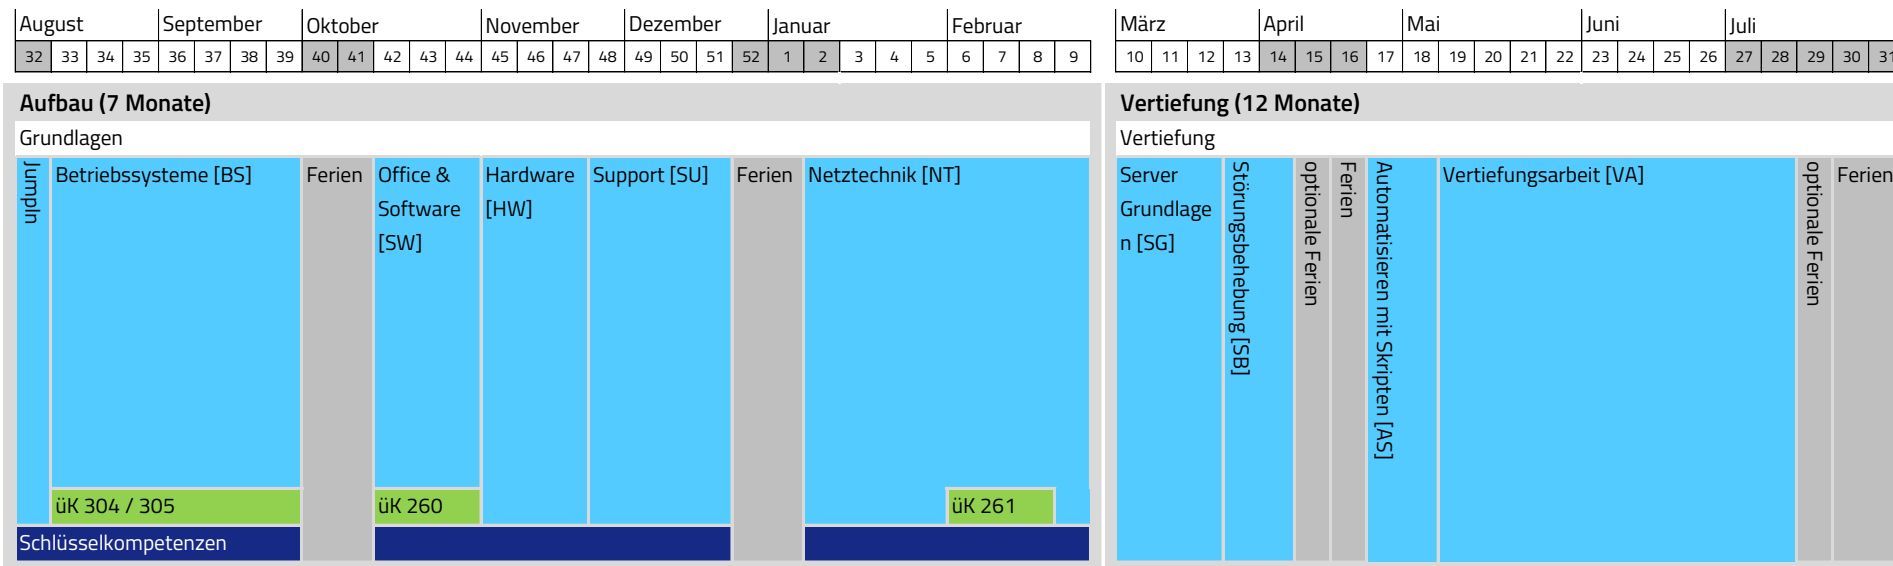 August September Oktober November Dezember Januar Februar März April Mai Juni Juli
32 33 34 35 36 37 38 39 40 41 42 43 44 45 46 47 48 49 50 51 52 1 2 3 4 5 6 7 8 9 10 11 12 13 14 15 16 17 18 19 20 21 22 23 24 25 26 27 28 29 30 31
Aufbau (7 Monate)
Grundlagen
JumpIn
Betriebssysteme [BS]
Ferien
Office &
Software
[SW]
Hardware
[HW]
Support [SU]
Ferien
Netztechnik [NT]
üK 304 / 305
üK 260
üK 261
Schlüsselkompetenzen
Vertiefung (12 Monate)
Vertiefung
Server
Grundlage
n [SG]
Störungsbehebung [SB]
optionale Ferien
Ferien
Automatisieren mit Skripten [AS]
Vertiefungsarbeit [VA]
optionale Ferien
Ferien